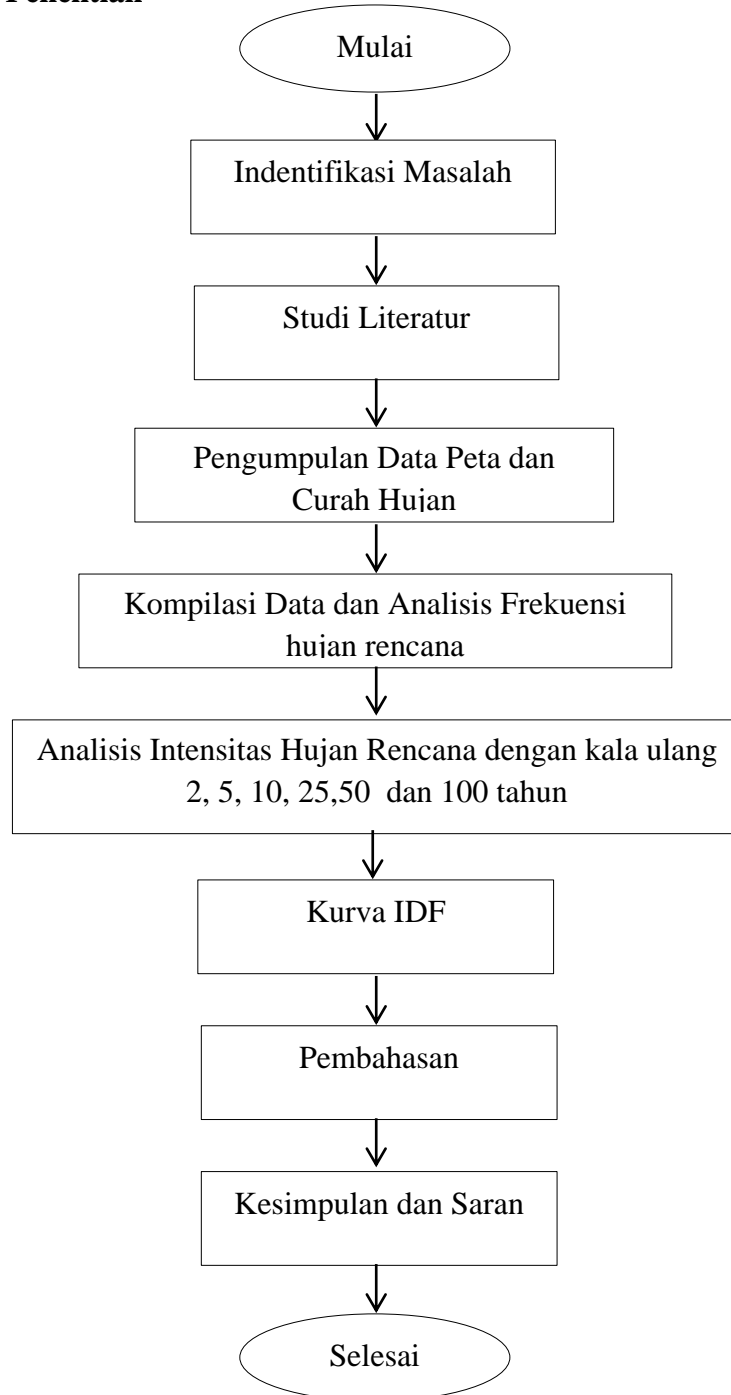 Mulai
Indentifikasi Masalah
Studi Literatur
Pengumpulan Data Peta dan
Curah Hujan
Kompilasi Data dan Analisis Frekuensi
hujan rencana
Analisis Intensitas Hujan Rencana dengan kala ulang
2, 5, 10, 25,50 dan 100 tahun
Kurva IDF
Pembahasan
Kesimpulan dan Saran
Selesai